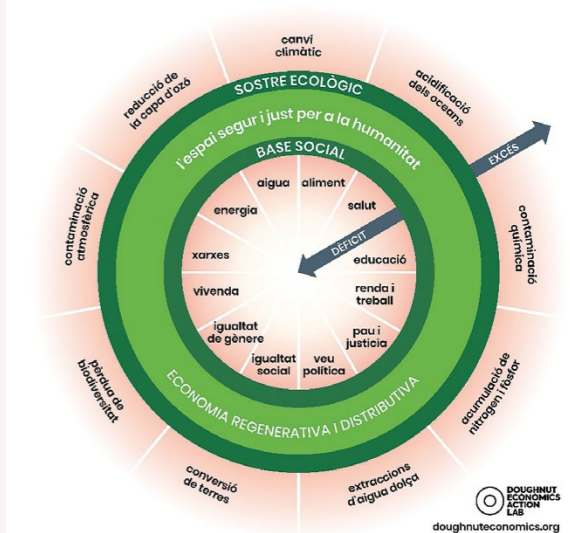 canvi
climàtic
reducció de
la capa d'ozó
acidificació
dels oceans
SOSTRE ECOLÒGIC
l'espai segur i just per a la humanitat
BASE SOCIAL
EXCÉS
aigua
aliment
energia
salut
DÈFICIT
contaminació
atmosfèrica
contaminació
química
xarxes
educació
vivenda
renda i
treball
igualtat
de gènere
pau i
justícia
igualtat
social
veu
política
pèrdua de
biodiversitat
ECONOMIA REGENERATIVA I DISTRIBUTIVA
acumulació de
nitrogen i fòsfor
conversió
de terres
extraccions
d'aigua dolça
DOUGHNUT
ECONOMICS
ACTION
LAB
doughnuteconomics.org